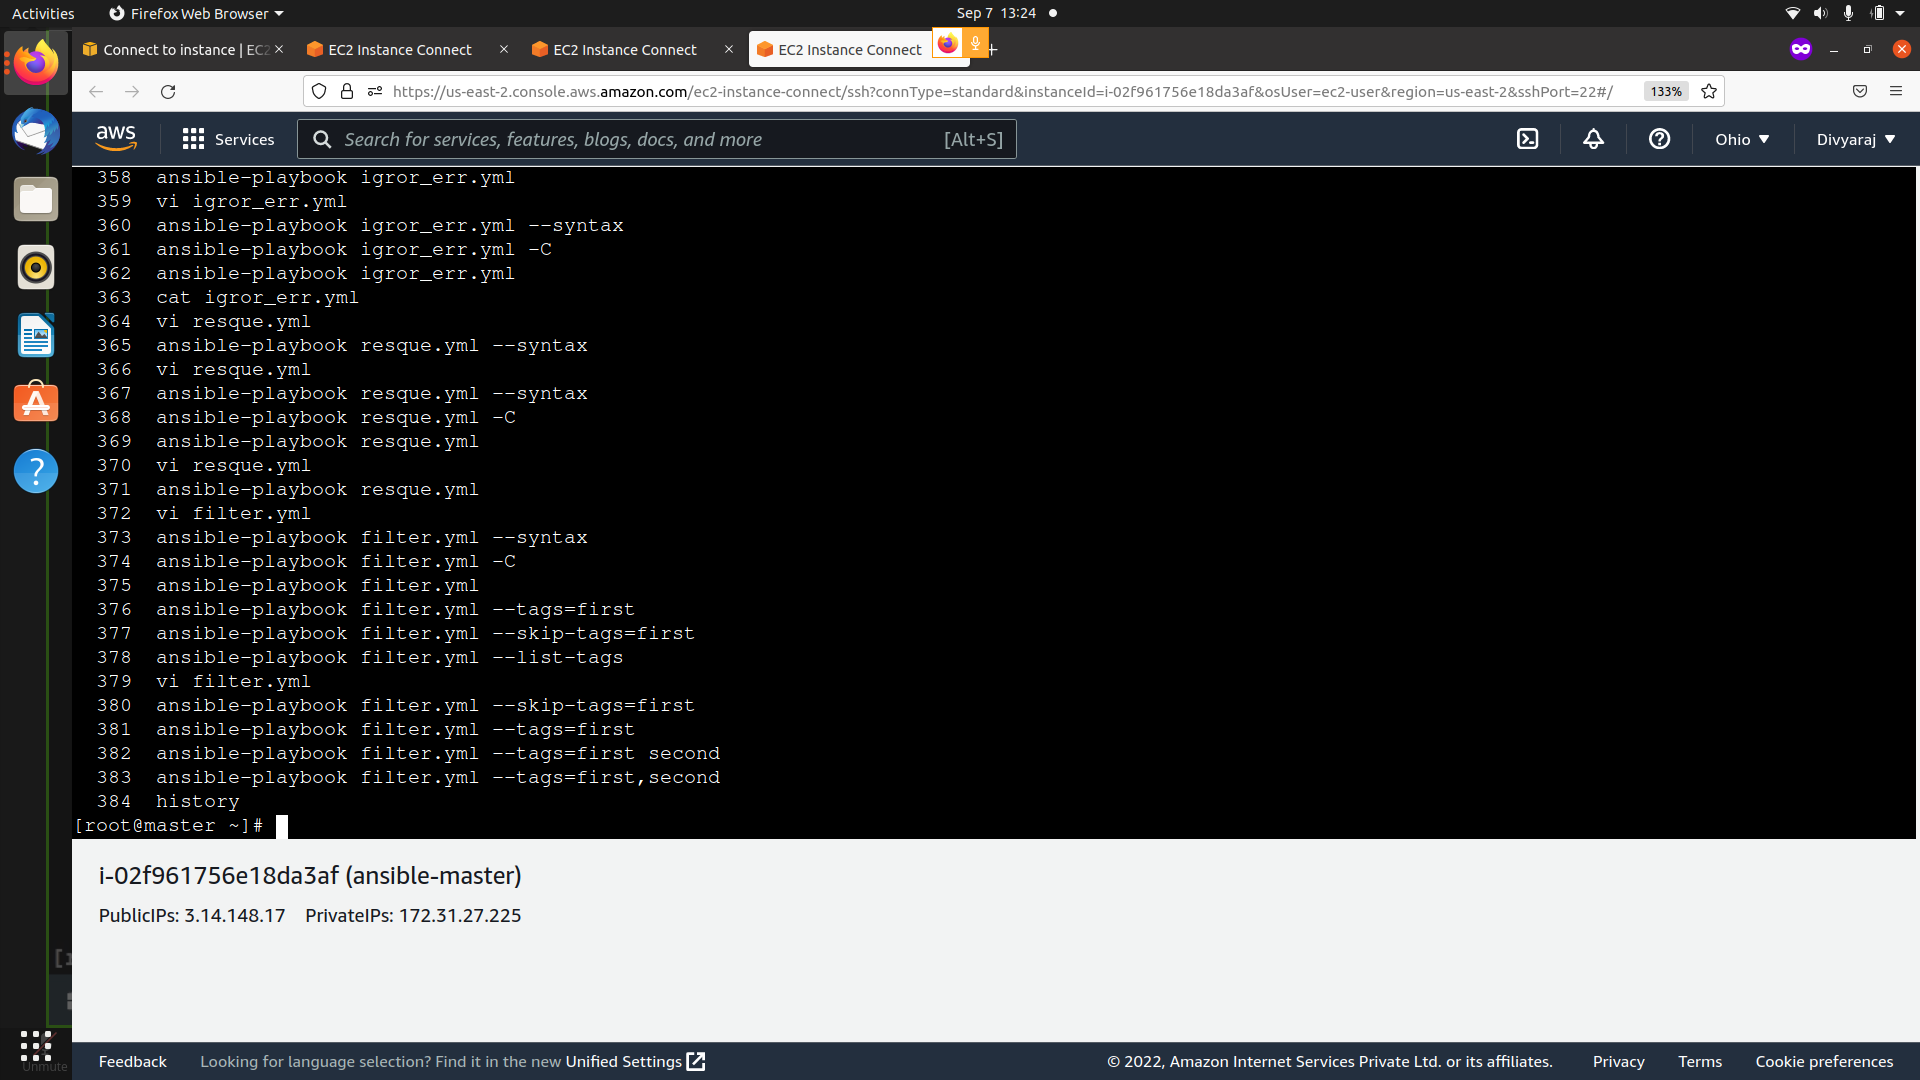 Activities Firefox Web Browser Sep 7 13:24
Connect to instance | EC2 EC2 Instance Connect EC2 Instance Connect EC2 Instance Connect
https://us-east-2.console.aws.amazon.com/ec2-instance-connect/ssh?connType=standard&instanceId=i-02f961756e18da3af&osUser=ec2-user&region=us-east-2&sshPort=22#/ 133%
aws Services Search for services, features, blogs, docs, and more [Alt+S] Ohio Divyaraj
358 ansible-playbook igror_err.yml
359 vi igror_err.yml
360 ansible-playbook igror_err.yml --syntax
361 ansible-playbook igror_err.yml -C
362 ansible-playbook igror_err.yml
363 cat igror_err.yml
364 vi resque.yml
365 ansible-playbook resque.yml --syntax
366 vi resque.yml
367 ansible-playbook resque.yml --syntax
368 ansible-playbook resque.yml -C
369 ansible-playbook resque.yml
370 vi resque.yml
371 ansible-playbook resque.yml
372 vi filter.yml
373 ansible-playbook filter.yml --syntax
374 ansible-playbook filter.yml -C
375 ansible-playbook filter.yml
376 ansible-playbook filter.yml --tags=first
377 ansible-playbook filter.yml --skip-tags=first
378 ansible-playbook filter.yml --list-tags
379 vi filter.yml
380 ansible-playbook filter.yml --skip-tags=first
381 ansible-playbook filter.yml --tags=first
382 ansible-playbook filter.yml --tags=first second
383 ansible-playbook filter.yml --tags=first,second
384 history
[root@master ~]#
i-02f961756e18da3af (ansible-master)
PublicIPs: 3.14.148.17 PrivateIPs: 172.31.27.225
Unmute
Feedback Looking for language selection? Find it in the new Unified Settings © 2022, Amazon Internet Services Private Ltd. or its affiliates. Privacy Terms Cookie preferences